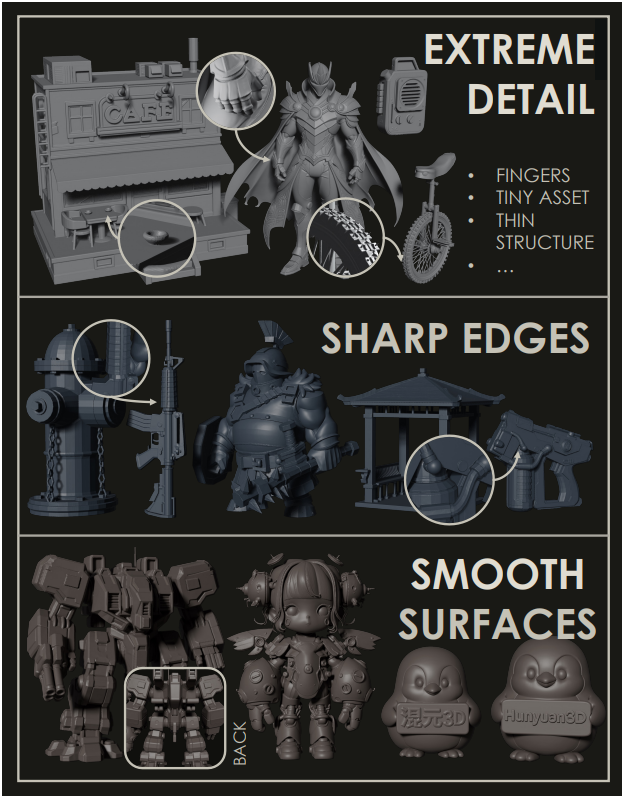 EXTREME
DETAIL
CAFE
• FINGERS
• TINY ASSET
• THIN
STRUCTURE
• ...
SHARP EDGES
SMOOTH
SURFACES
BACK
混元3D
Hunyuan3D